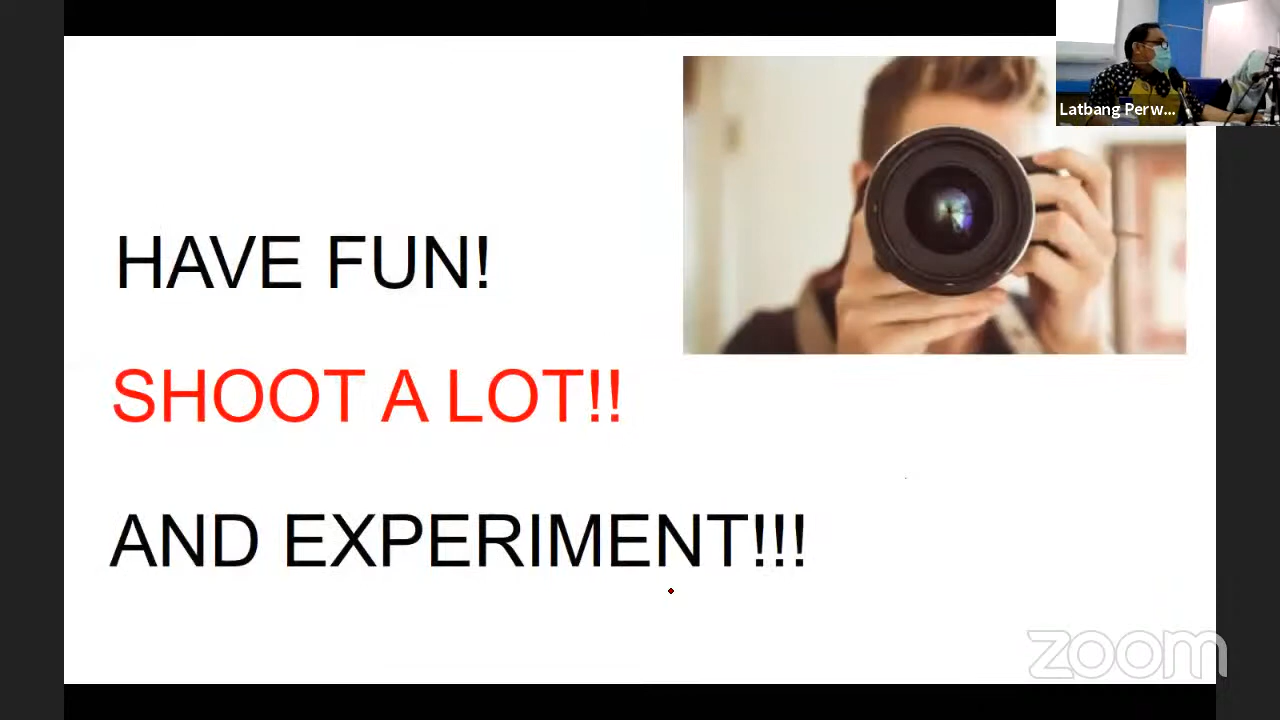 Latbang Perw...
HAVE FUN!
SHOOT A LOT!!
AND EXPERIMENT!!!
zoom